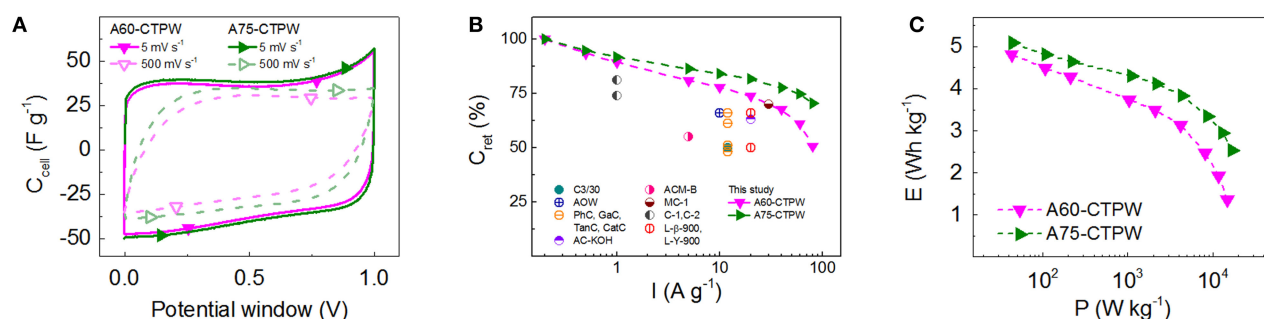 A
A60-CTPW A75-CTPW
5 mV s⁻¹ 5 mV s⁻¹
500 mV s⁻¹ 500 mV s⁻¹
50
25
0
-25
-50
C_cell (F g⁻¹)
0.0 0.5 1.0
Potential window (V)
B
100
75
50
25
C_ret (%)
C3/30 ACM-B This study
AOW MC-1 A60-CTPW
PhC, GaC, C-1,C-2 A75-CTPW
TanC, CatC L-β-900,
AC-KOH L-Y-900
1 10 100
I (A g⁻¹)
C
5
4
3
2
1
E (Wh kg⁻¹)
A60-CTPW
A75-CTPW
10² 10³ 10⁴
P (W kg⁻¹)